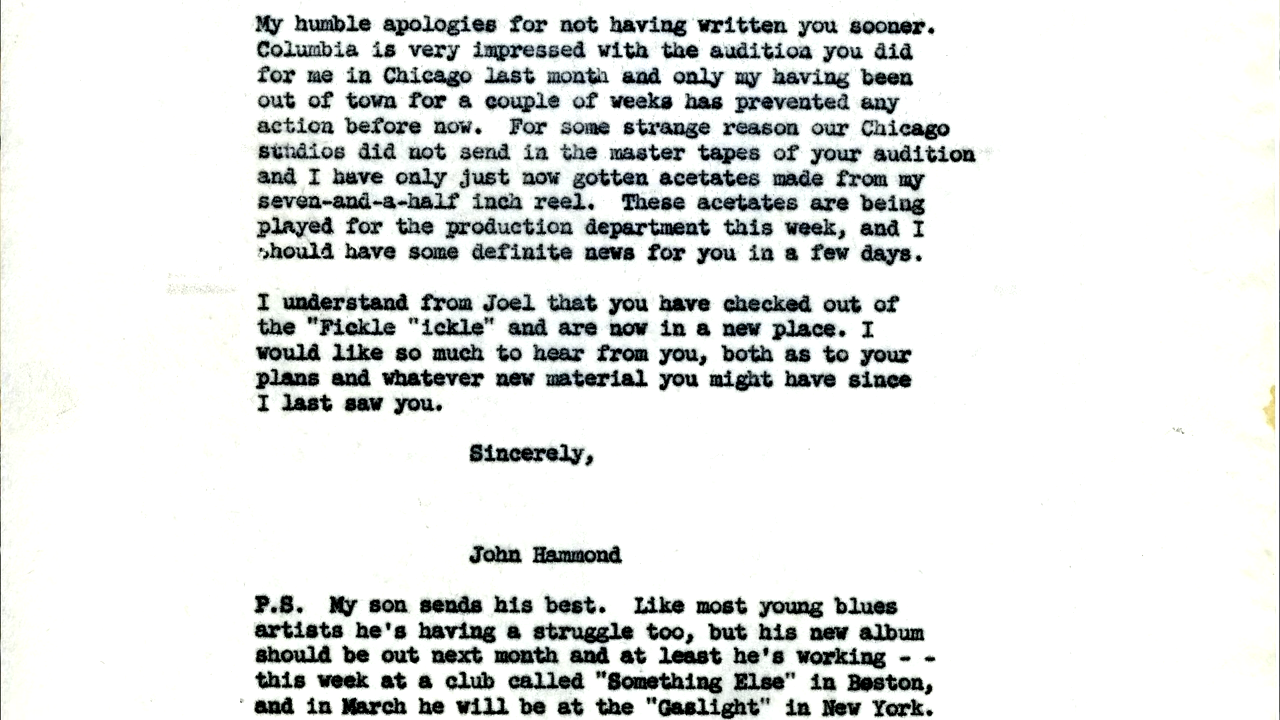 My humble apologies for not having written you sooner.
Columbia is very impressed with the audition you did
for me in Chicago last month and only my having been
out of town for a couple of weeks has prevented any
action before now.  For some strange reason our Chicago
studios did not send in the master tapes of your audition
and I have only just now gotten acetates made from my
seven-and-a-half inch reel.  These acetates are being
played for the production department this week, and I
should have some definite news for you in a few days.
I understand from Joel that you have checked out of
the "Fickle "ickle" and are now in a new place. I
would like so much to hear from you, both as to your
plans and whatever new material you might have since
I last saw you.
Sincerely,
John Hammond
P.S.  My son sends his best.  Like most young blues
artists he's having a struggle too, but his new album
should be out next month and at least he's working - -
this week at a club called "Something Else" in Boston,
and in March he will be at the "Gaslight" in New York.